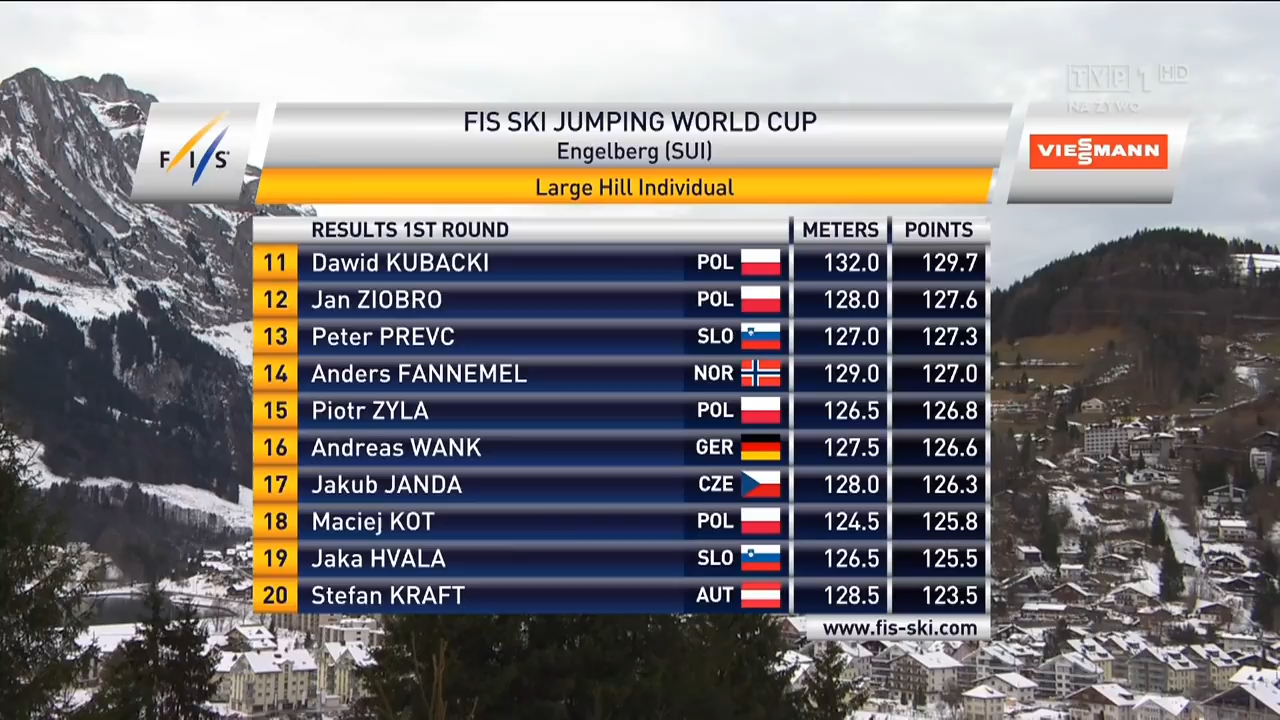 TVP 1 HD
NA ŻYWO
FIS
FIS SKI JUMPING WORLD CUP
Engelberg (SUI)
VIESSMANN
Large Hill Individual
RESULTS 1ST ROUND METERS POINTS
11 Dawid KUBACKI POL 132.0 129.7
12 Jan ZIOBRO POL 128.0 127.6
13 Peter PREVC SLO 127.0 127.3
14 Anders FANNEMEL NOR 129.0 127.0
15 Piotr ZYLA POL 126.5 126.8
16 Andreas WANK GER 127.5 126.6
17 Jakub JANDA CZE 128.0 126.3
18 Maciej KOT POL 124.5 125.8
19 Jaka HVALA SLO 126.5 125.5
20 Stefan KRAFT AUT 128.5 123.5
www.fis-ski.com